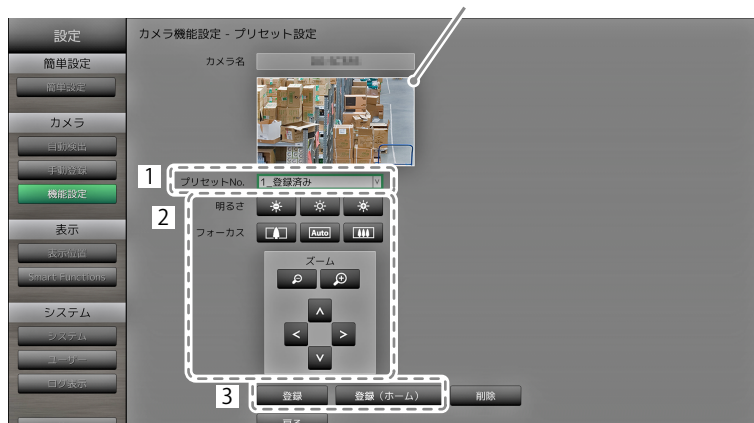 設定
カメラ機能設定 - プリセット設定
簡単設定
簡単設定
カメラ名
カメラ
自動検出
手動登録
機能設定
1
プリセットNo.
1_登録済み
2
明るさ
フォーカス
Auto
表示
表示位置
Smart Functions
ズーム
システム
システム
ユーザー
ログ表示
3
登録
登録（ホーム）
削除
戻る